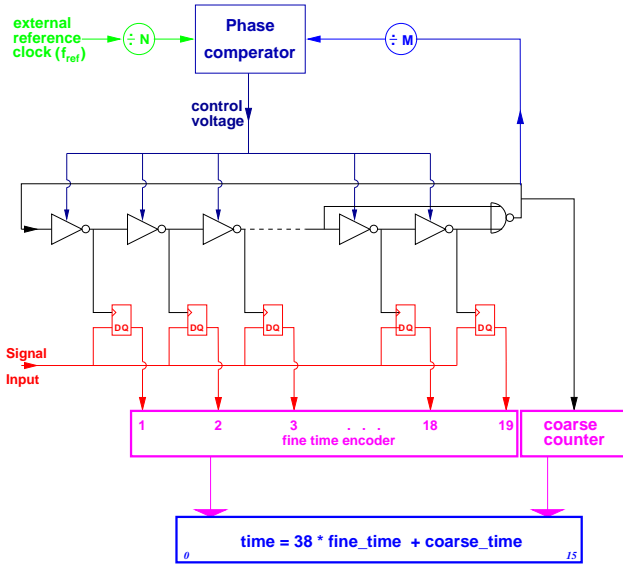 external
reference
clock (f_ref)
÷ N
Phase
comperator
÷ M
control
voltage
DQ DQ DQ DQ DQ
Signal
Input
1 2 3 . . . 18 19
fine time encoder
coarse
counter
time = 38 * fine_time + coarse_time
0 15